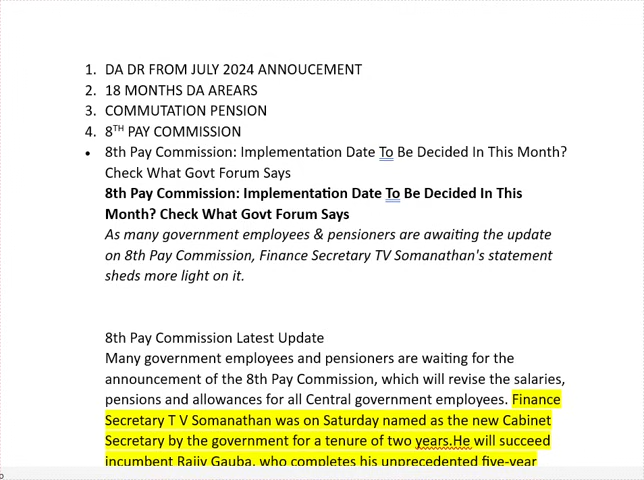 1. DA DR FROM JULY 2024 ANNOUCEMENT
2. 18 MONTHS DA AREARS
3. COMMUTATION PENSION
4. 8TH PAY COMMISSION
• 8th Pay Commission: Implementation Date To Be Decided In This Month?
Check What Govt Forum Says
8th Pay Commission: Implementation Date To Be Decided In This
Month? Check What Govt Forum Says
As many government employees & pensioners are awaiting the update
on 8th Pay Commission, Finance Secretary TV Somanathan's statement
sheds more light on it.
8th Pay Commission Latest Update
Many government employees and pensioners are waiting for the
announcement of the 8th Pay Commission, which will revise the salaries,
pensions and allowances for all Central government employees. Finance
Secretary T V Somanathan was on Saturday named as the new Cabinet
Secretary by the government for a tenure of two years.He will succeed
incumbent Rajiv Gauba, who completes his unprecedented five-year